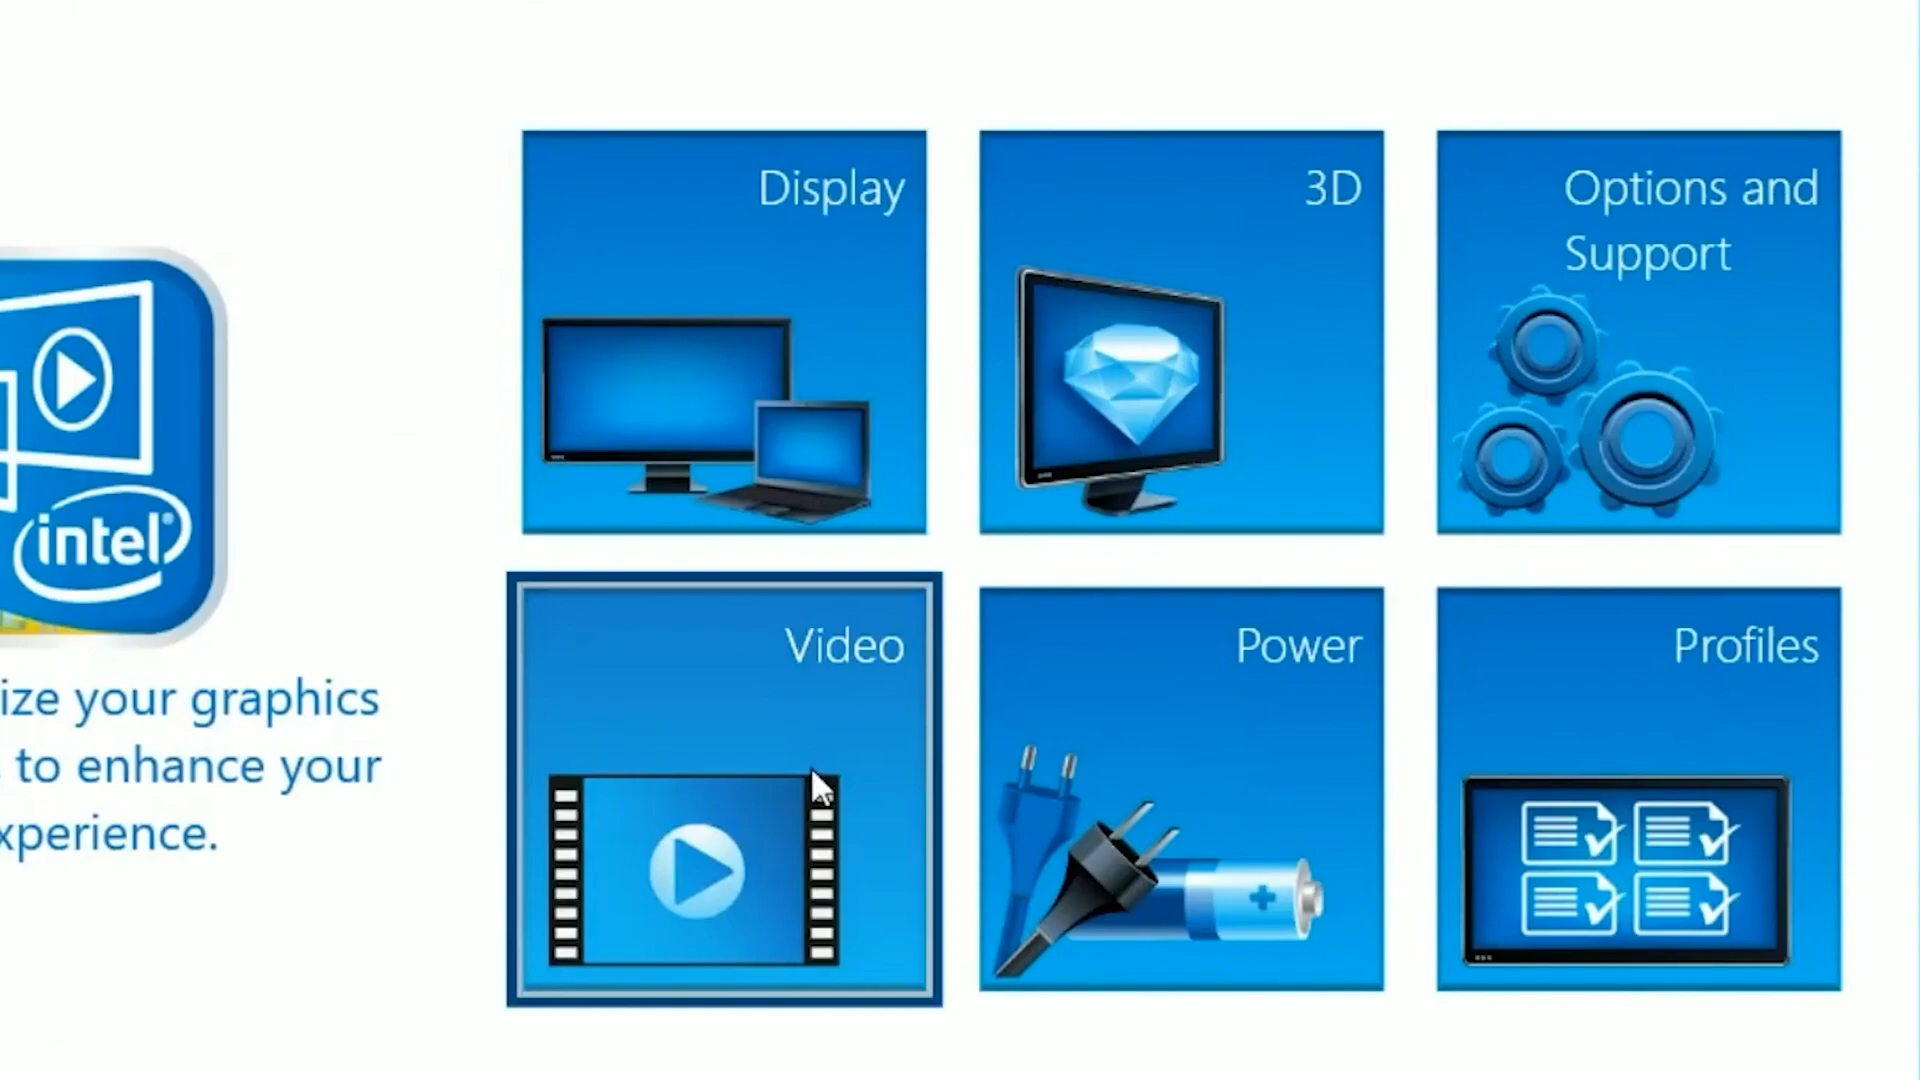 Display
3D
Options and
Support
intel®
Video
Power
Profiles
ize your graphics
to enhance your
xperience.